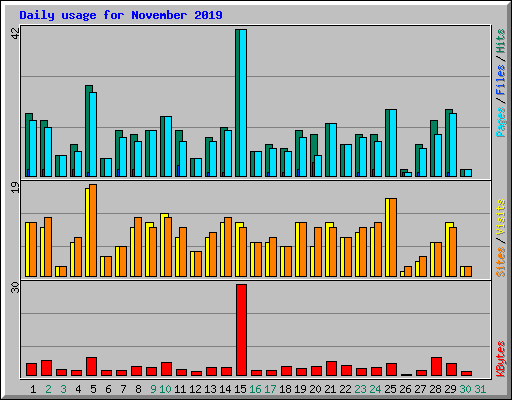 Daily usage for November 2019
42
Pages / Files / Hits
19
Sites / Visits
30
KBytes
1 2 3 4 5 6 7 8 9 10 11 12 13 14 15 16 17 18 19 20 21 22 23 24 25 26 27 28 29 30 31